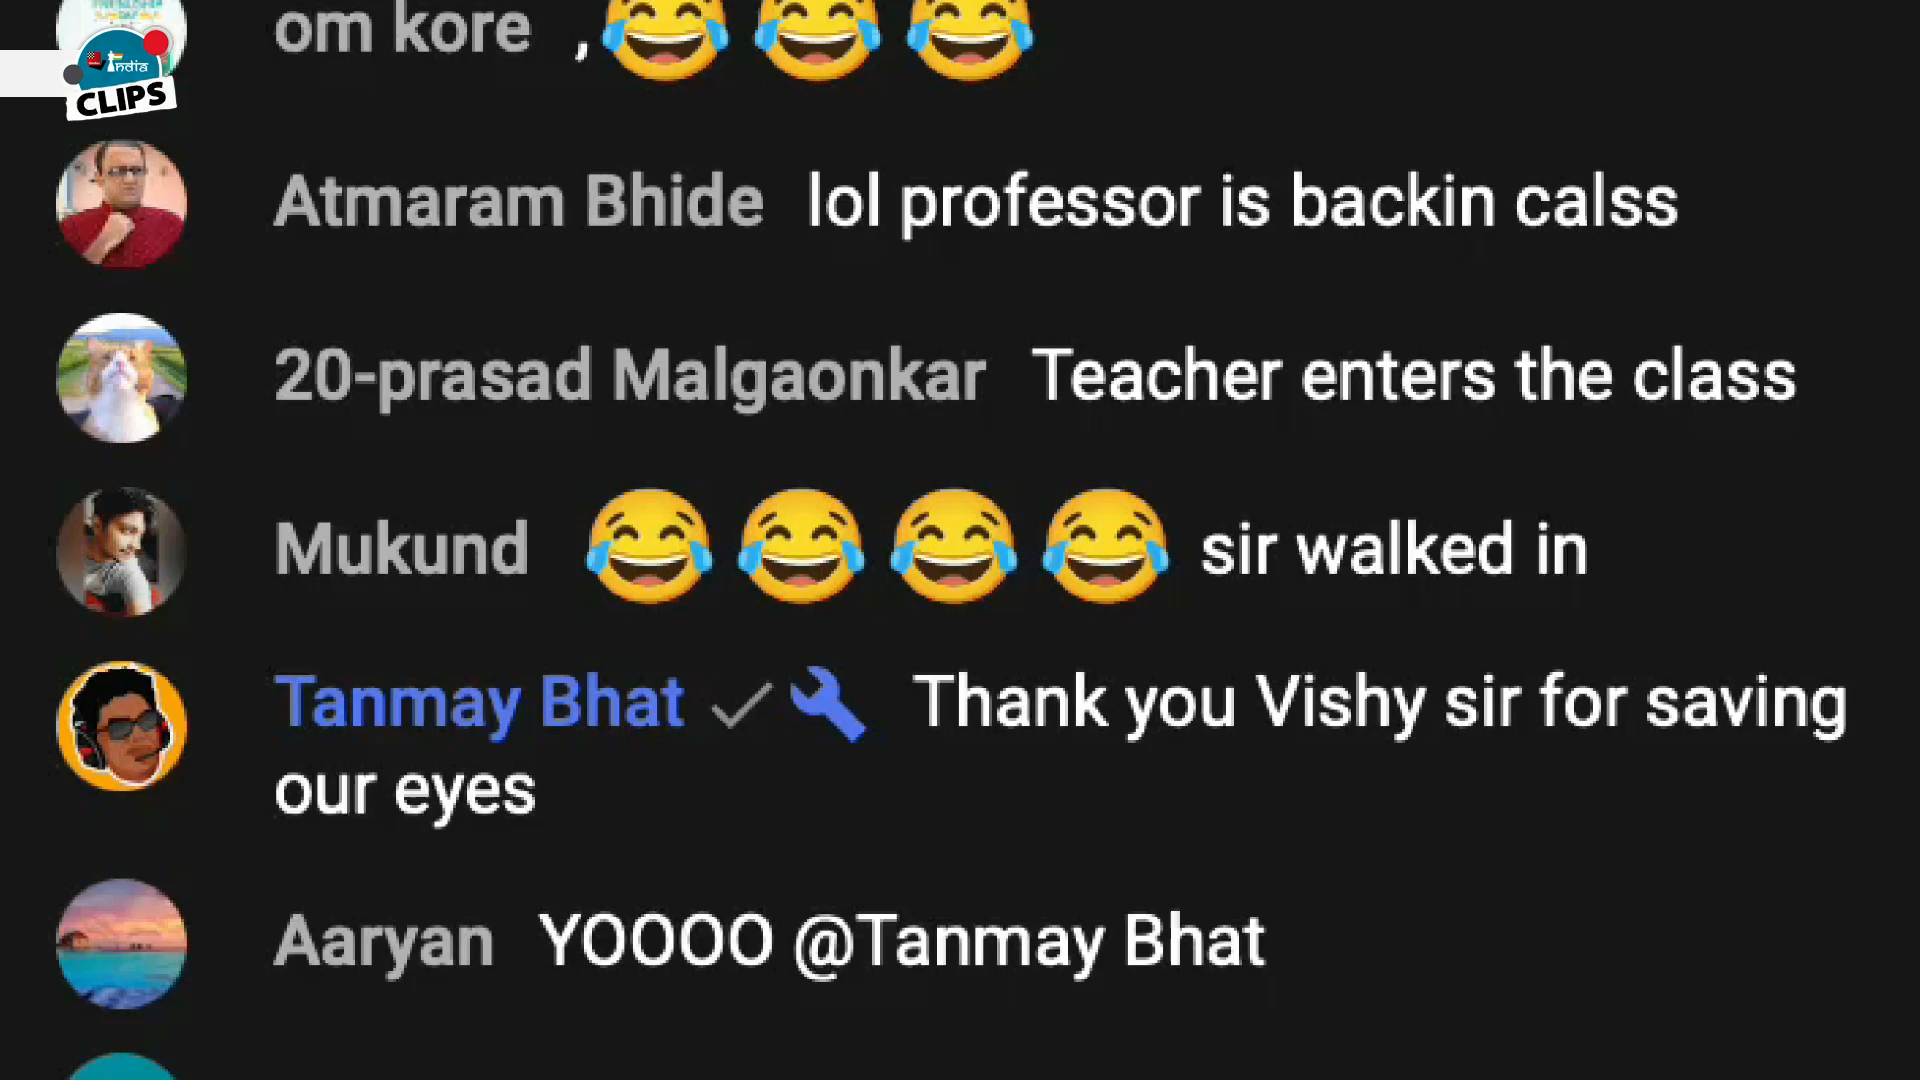 om kore , 😂 😂 😂
India
CLIPS
Atmaram Bhide lol professor is backin calss
20-prasad Malgaonkar Teacher enters the class
Mukund 😂 😂 😂 😂 sir walked in
Tanmay Bhat Thank you Vishy sir for saving
our eyes
Aaryan YOOOO @Tanmay Bhat